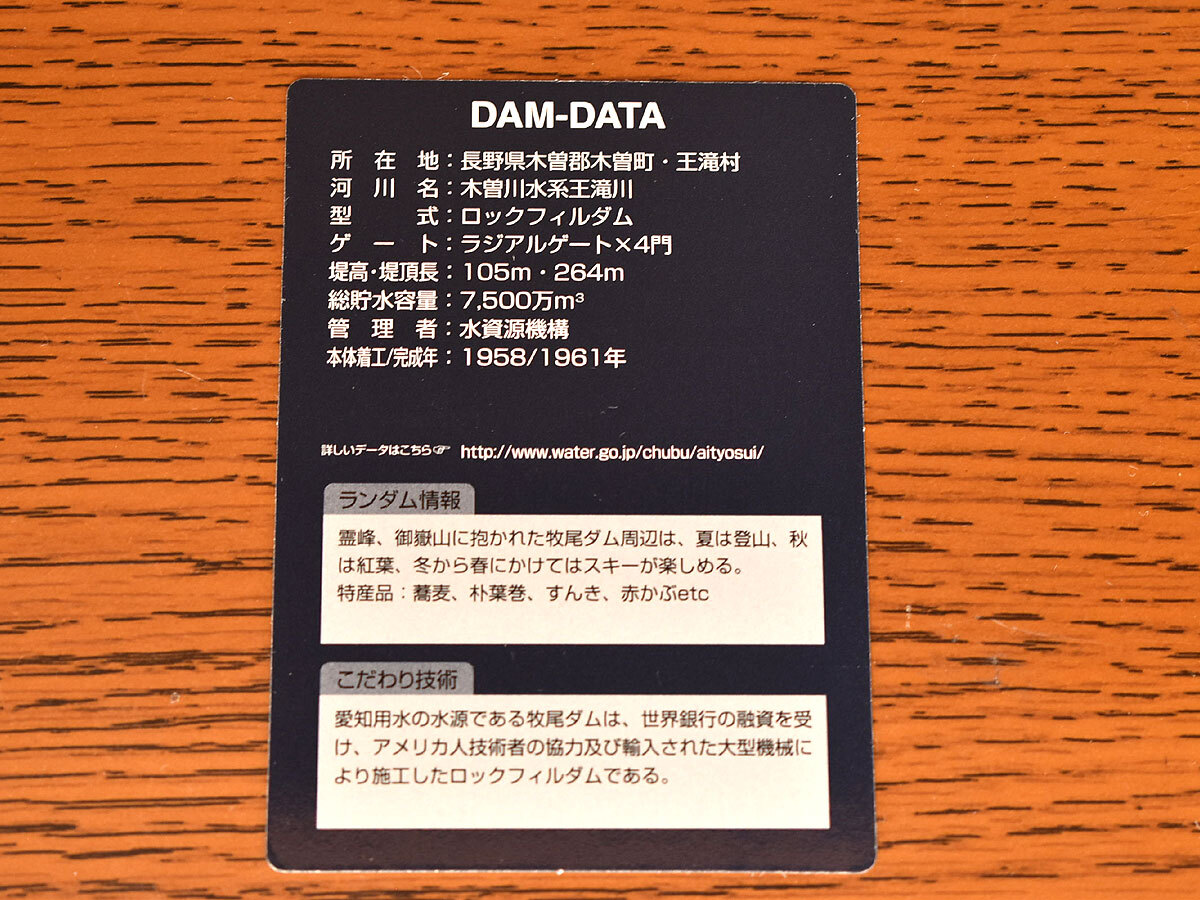 DAM-DATA
所在地：長野県木曽郡木曽町・王滝村
河川名：木曽川水系王滝川
型式：ロックフィルダム
ゲート：ラジアルゲート×4門
堤高・堤頂長：105m・264m
総貯水容量：7,500万m³
管理者：水資源機構
本体着工/完成年：1958/1961年
詳しいデータはこちら☞ http://www.water.go.jp/chubu/aityosui/
ランダム情報
霊峰、御嶽山に抱かれた牧尾ダム周辺は、夏は登山、秋
は紅葉、冬から春にかけてはスキーが楽しめる。
特産品：蕎麦、朴葉巻、すんき、赤かぶetc
こだわり技術
愛知用水の水源である牧尾ダムは、世界銀行の融資を受
け、アメリカ人技術者の協力及び輸入された大型機械に
より施工したロックフィルダムである。